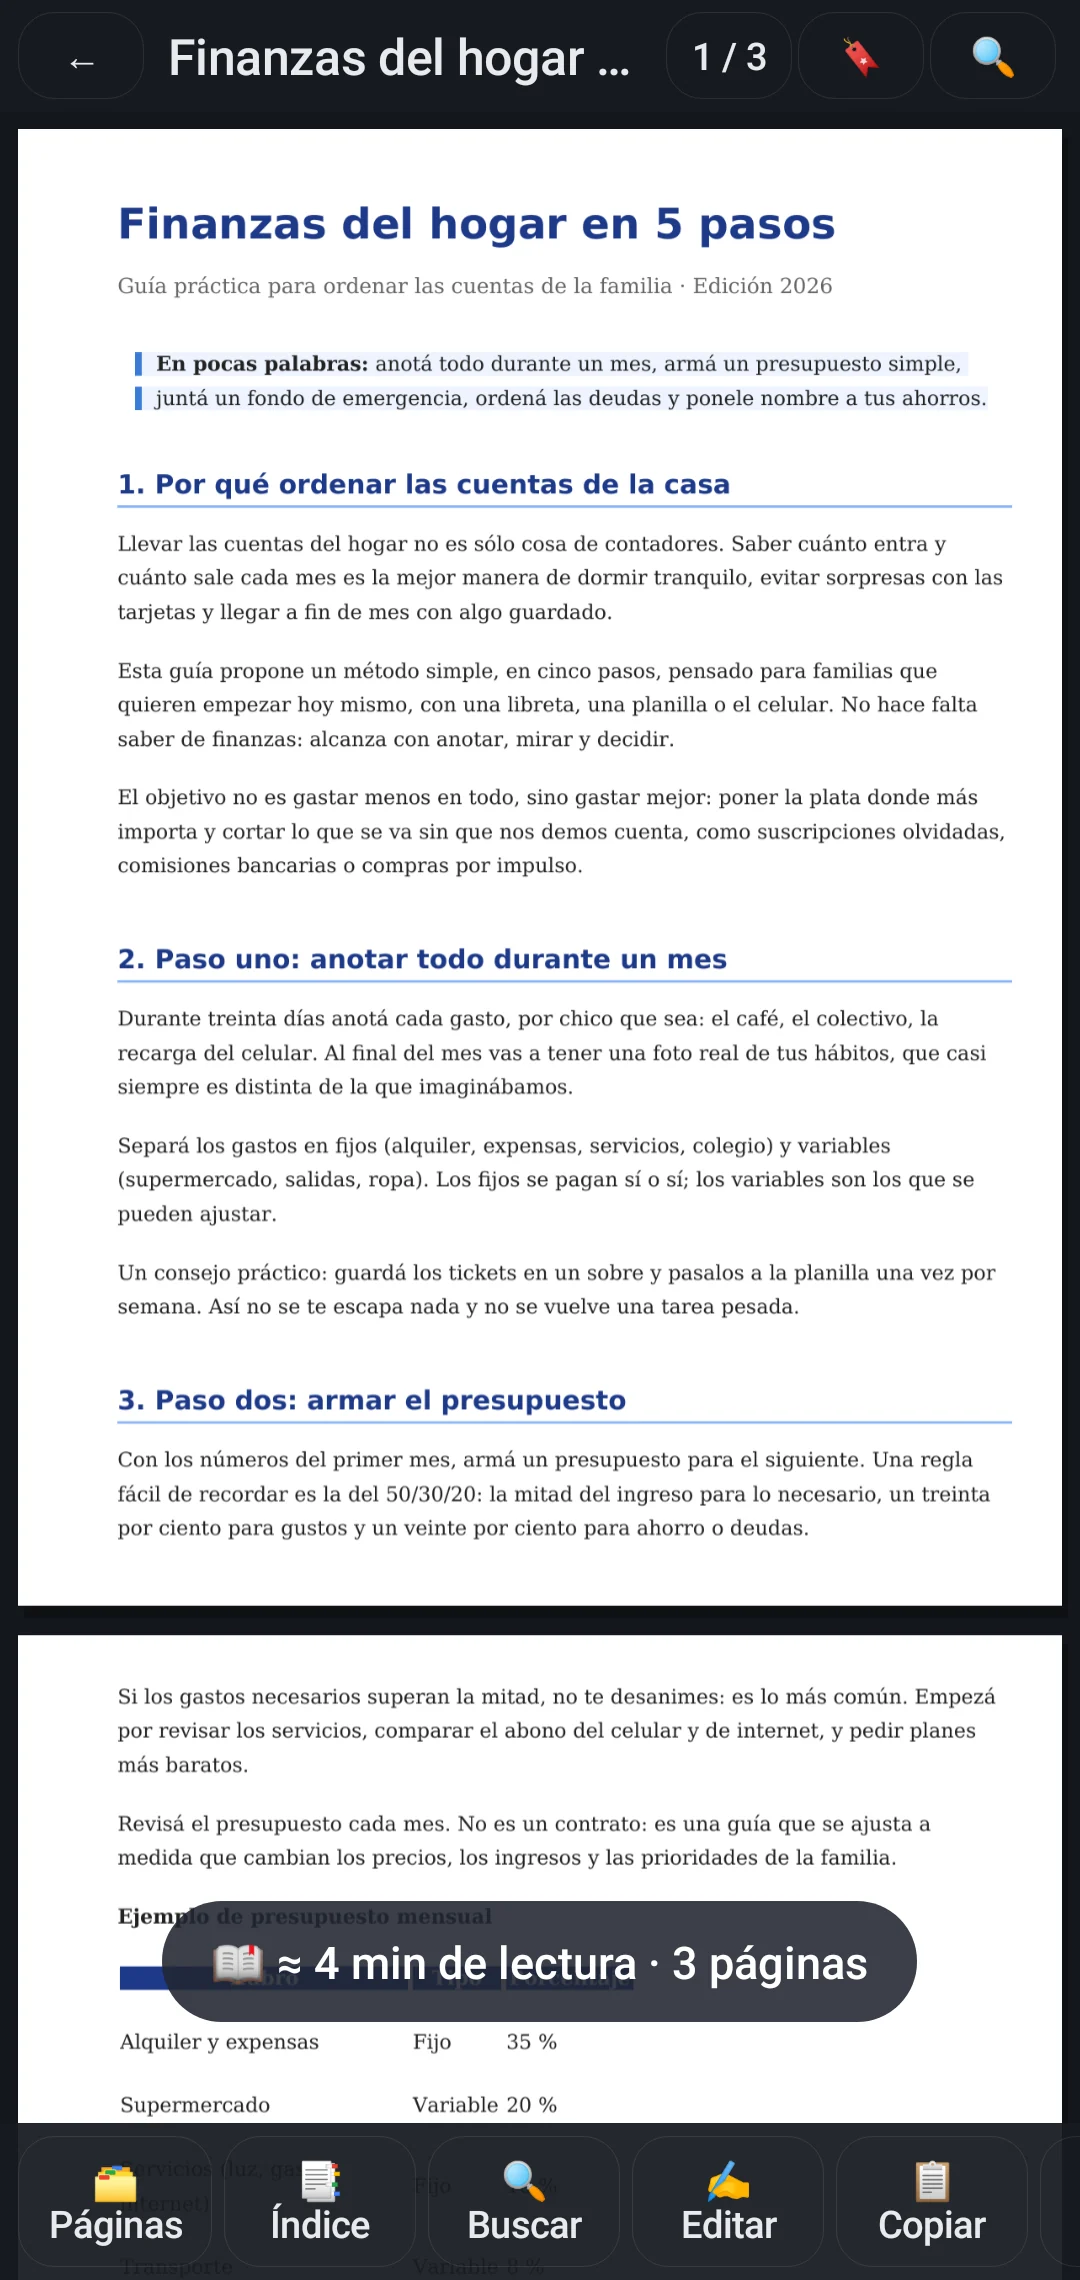 ←
Finanzas del hogar ...
1 / 3
Finanzas del hogar en 5 pasos
Guía práctica para ordenar las cuentas de la familia · Edición 2026
En pocas palabras: anotá todo durante un mes, armá un presupuesto simple,
juntá un fondo de emergencia, ordená las deudas y ponele nombre a tus ahorros.
1. Por qué ordenar las cuentas de la casa
Llevar las cuentas del hogar no es sólo cosa de contadores. Saber cuánto entra y
cuánto sale cada mes es la mejor manera de dormir tranquilo, evitar sorpresas con las
tarjetas y llegar a fin de mes con algo guardado.
Esta guía propone un método simple, en cinco pasos, pensado para familias que
quieren empezar hoy mismo, con una libreta, una planilla o el celular. No hace falta
saber de finanzas: alcanza con anotar, mirar y decidir.
El objetivo no es gastar menos en todo, sino gastar mejor: poner la plata donde más
importa y cortar lo que se va sin que nos demos cuenta, como suscripciones olvidadas,
comisiones bancarias o compras por impulso.
2. Paso uno: anotar todo durante un mes
Durante treinta días anotá cada gasto, por chico que sea: el café, el colectivo, la
recarga del celular. Al final del mes vas a tener una foto real de tus hábitos, que casi
siempre es distinta de la que imaginábamos.
Separá los gastos en fijos (alquiler, expensas, servicios, colegio) y variables
(supermercado, salidas, ropa). Los fijos se pagan sí o sí; los variables son los que se
pueden ajustar.
Un consejo práctico: guardá los tickets en un sobre y pasalos a la planilla una vez por
semana. Así no se te escapa nada y no se vuelve una tarea pesada.
3. Paso dos: armar el presupuesto
Con los números del primer mes, armá un presupuesto para el siguiente. Una regla
fácil de recordar es la del 50/30/20: la mitad del ingreso para lo necesario, un treinta
por ciento para gustos y un veinte por ciento para ahorro o deudas.
Si los gastos necesarios superan la mitad, no te desanimes: es lo más común. Empezá
por revisar los servicios, comparar el abono del celular y de internet, y pedir planes
más baratos.
Revisá el presupuesto cada mes. No es un contrato: es una guía que se ajusta a
medida que cambian los precios, los ingresos y las prioridades de la familia.
Ejemplo de presupuesto mensual
≈ 4 min de lectura · 3 páginas
Alquiler y expensas Fijo 35 %
Supermercado Variable 20 %
Servicios (luz,
Fijo
Transporte Variable 8 %
Páginas Índice Buscar Editar Copiar